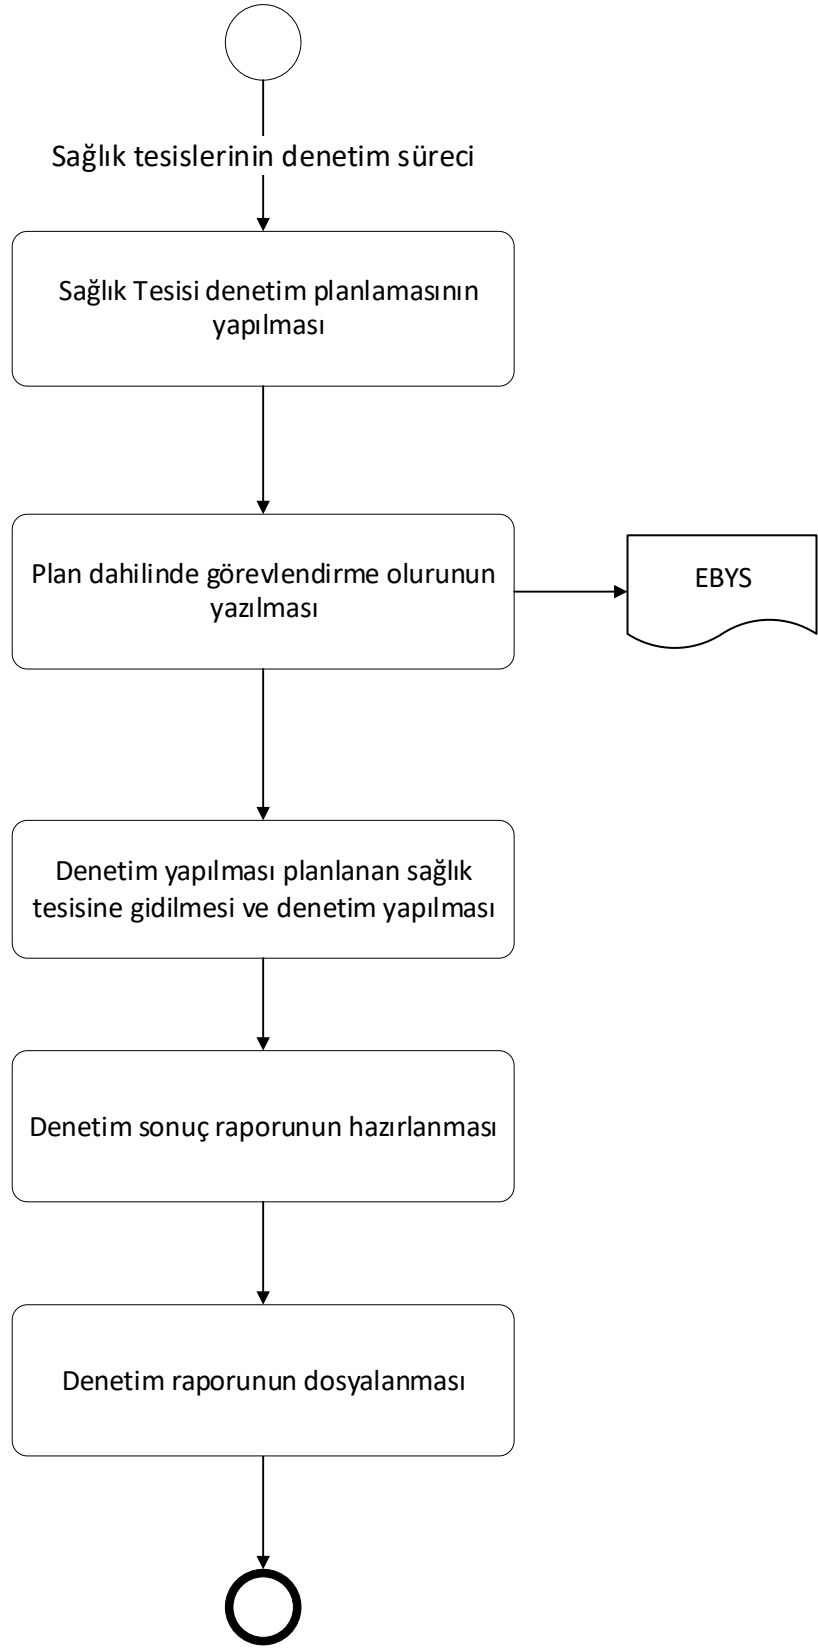 Sağlık tesislerinin denetim süreci
Sağlık Tesisi denetim planlamasının
yapılması
Plan dahilinde görevlendirme olurunun
yazılması
EBYS
Denetim yapılması planlanan sağlık
tesisine gidilmesi ve denetim yapılması
Denetim sonuç raporunun hazırlanması
Denetim raporunun dosyalanması